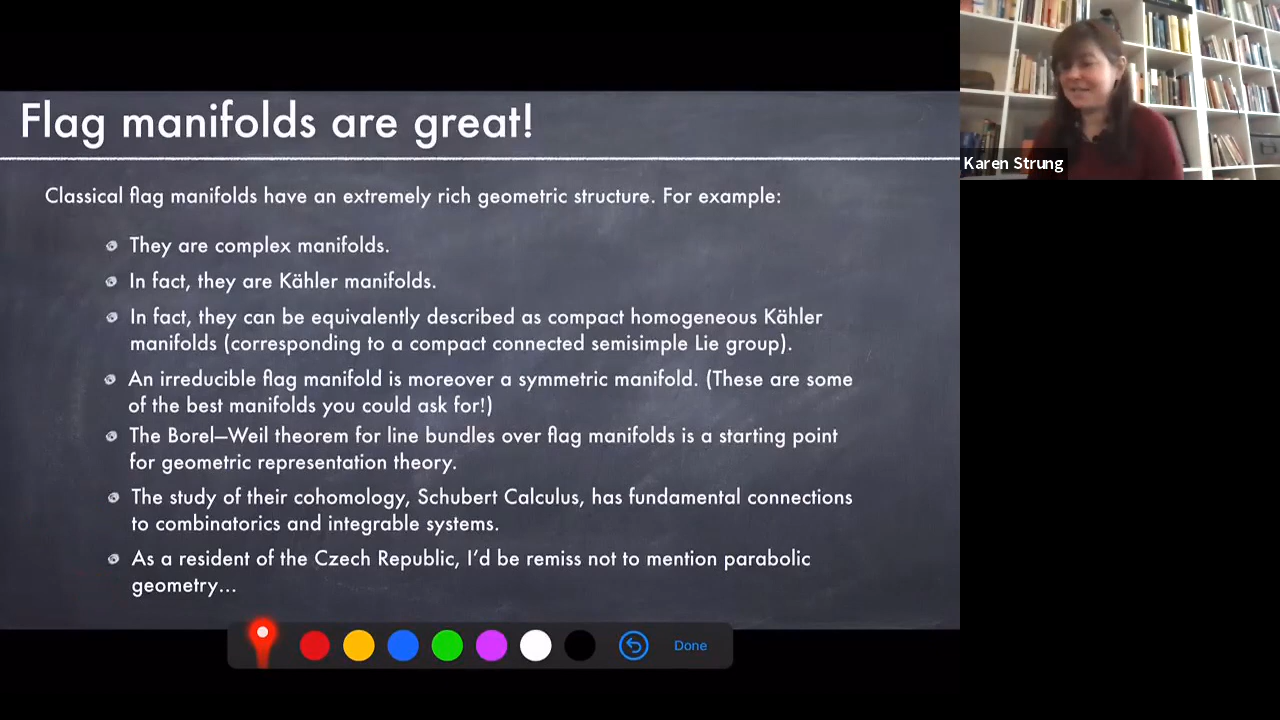 Flag manifolds are great!
Classical flag manifolds have an extremely rich geometric structure. For example:
They are complex manifolds.
In fact, they are Kähler manifolds.
In fact, they can be equivalently described as compact homogeneous Kähler
manifolds (corresponding to a compact connected semisimple Lie group).
An irreducible flag manifold is moreover a symmetric manifold. (These are some
of the best manifolds you could ask for!)
The Borel–Weil theorem for line bundles over flag manifolds is a starting point
for geometric representation theory.
The study of their cohomology, Schubert Calculus, has fundamental connections
to combinatorics and integrable systems.
As a resident of the Czech Republic, I'd be remiss not to mention parabolic
geometry...
Done
Karen Strung